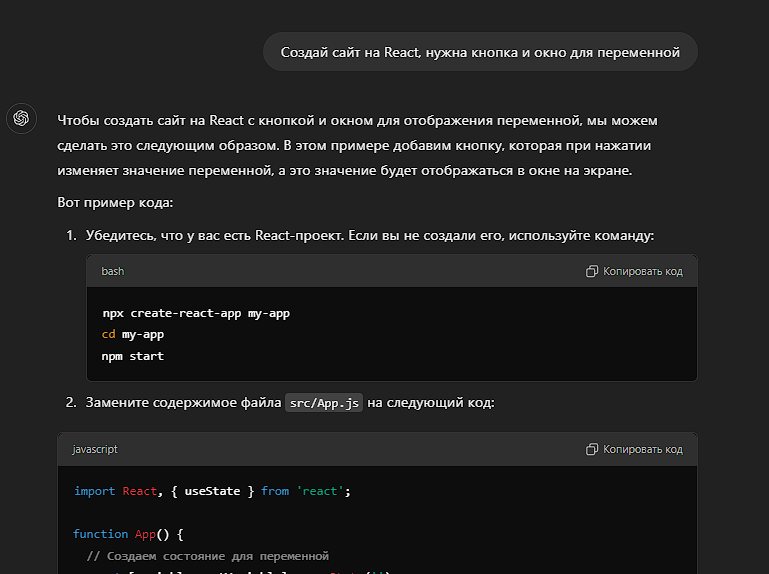 Создай сайт на React, нужна кнопка и окно для переменной
Чтобы создать сайт на React с кнопкой и окном для отображения переменной, мы можем
сделать это следующим образом. В этом примере добавим кнопку, которая при нажатии
изменяет значение переменной, а это значение будет отображаться в окне на экране.
Вот пример кода:
1. Убедитесь, что у вас есть React-проект. Если вы не создали его, используйте команду:
bash
Копировать код
npx create-react-app my-app
cd my-app
npm start
2. Замените содержимое файла src/App.js на следующий код:
javascript
Копировать код
import React, { useState } from 'react';
function App() {
// Создаем состояние для переменной